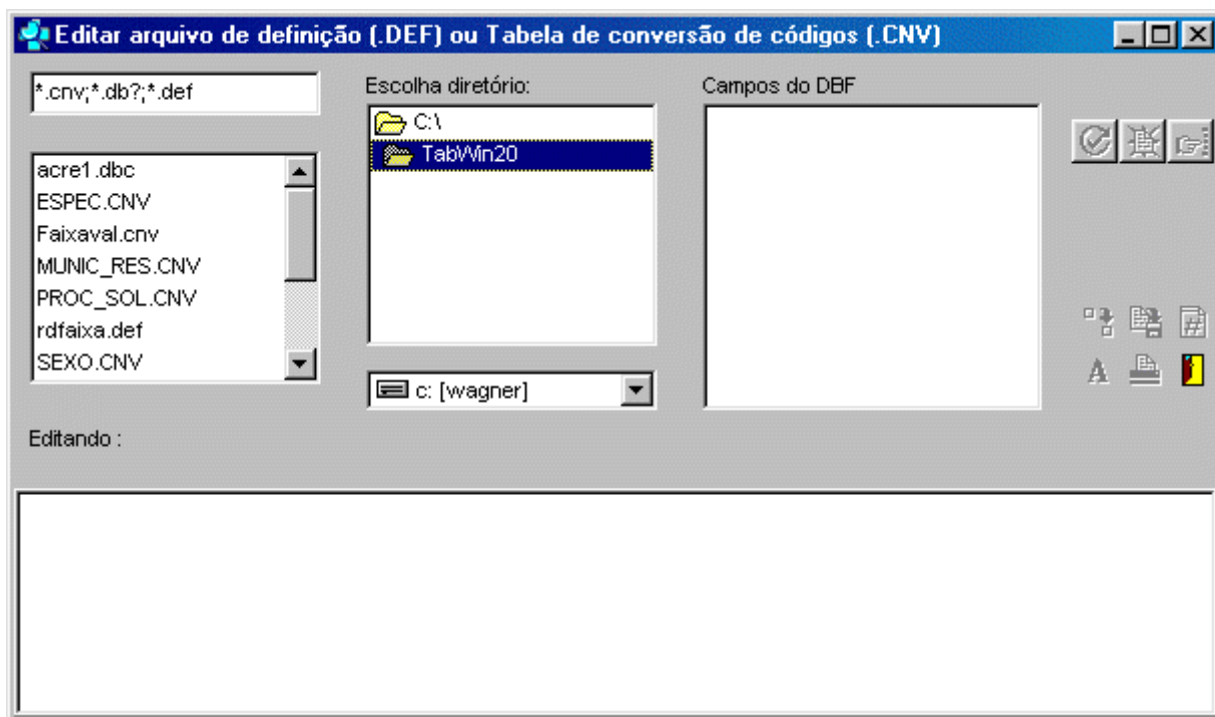 Editar arquivo de definição (.DEF) ou Tabela de conversão de códigos (.CNV)
*.cnv;*.db?;*.def
Escolha diretório:
Campos do DBF
C:\
TabWin20
acre1.dbc
ESPEC.CNV
Faixaval.cnv
MUNIC_RES.CNV
PROC_SOL.CNV
rdfaixa.def
SEXO.CNV
c: [wagner]
#
A
Editando :